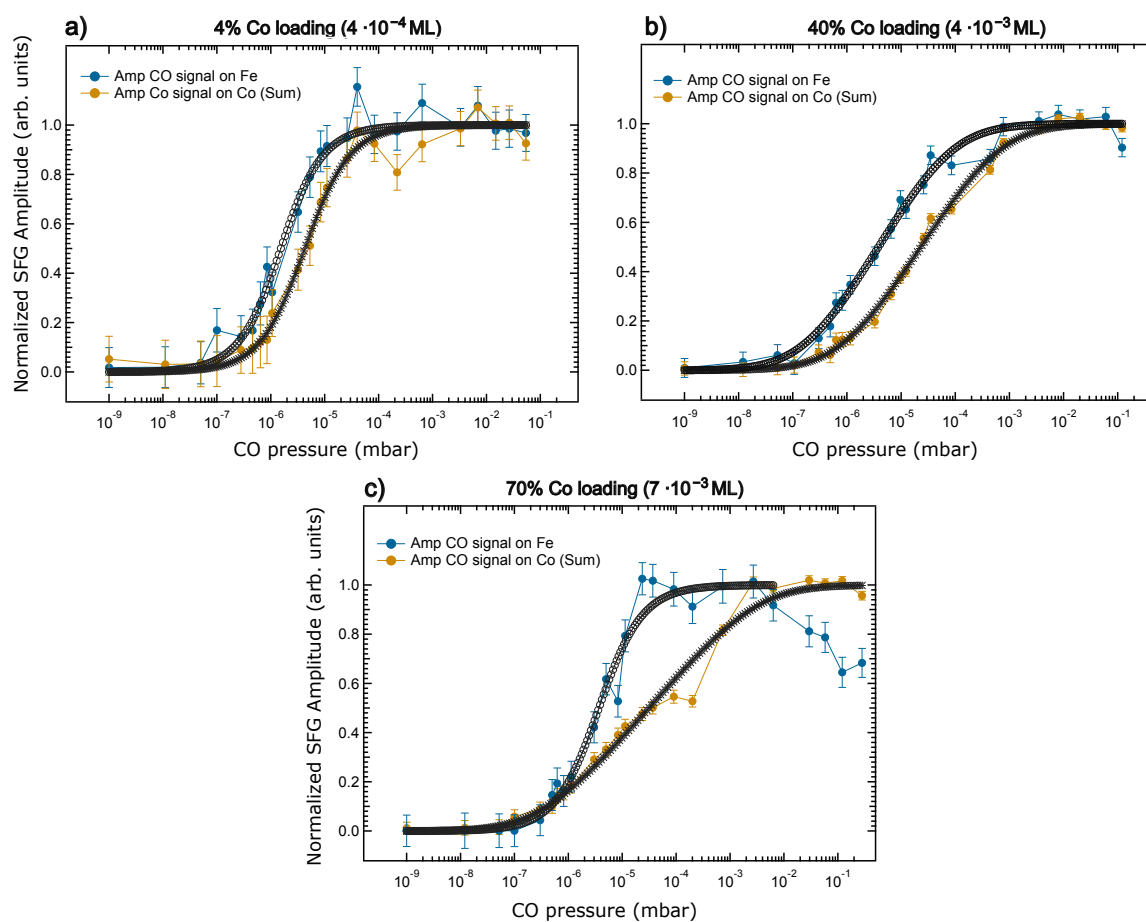 a)
4% Co loading (4 ·10⁻⁴ ML)
Amp CO signal on Fe
Amp Co signal on Co (Sum)
Normalized SFG Amplitude (arb. units)
1.0
0.8
0.6
0.4
0.2
0.0
10⁻⁹ 10⁻⁸ 10⁻⁷ 10⁻⁶ 10⁻⁵ 10⁻⁴ 10⁻³ 10⁻² 10⁻¹
CO pressure (mbar)
b)
40% Co loading (4 ·10⁻³ ML)
Amp CO signal on Fe
Amp CO signal on Co (Sum)
Normalized SFG Amplitude (arb. units)
1.0
0.8
0.6
0.4
0.2
0.0
10⁻⁹ 10⁻⁸ 10⁻⁷ 10⁻⁶ 10⁻⁵ 10⁻⁴ 10⁻³ 10⁻² 10⁻¹
CO pressure (mbar)
c)
70% Co loading (7 ·10⁻³ ML)
Amp CO signal on Fe
Amp CO signal on Co (Sum)
Normalized SFG Amplitude (arb. units)
1.0
0.8
0.6
0.4
0.2
0.0
10⁻⁹ 10⁻⁸ 10⁻⁷ 10⁻⁶ 10⁻⁵ 10⁻⁴ 10⁻³ 10⁻² 10⁻¹
CO pressure (mbar)